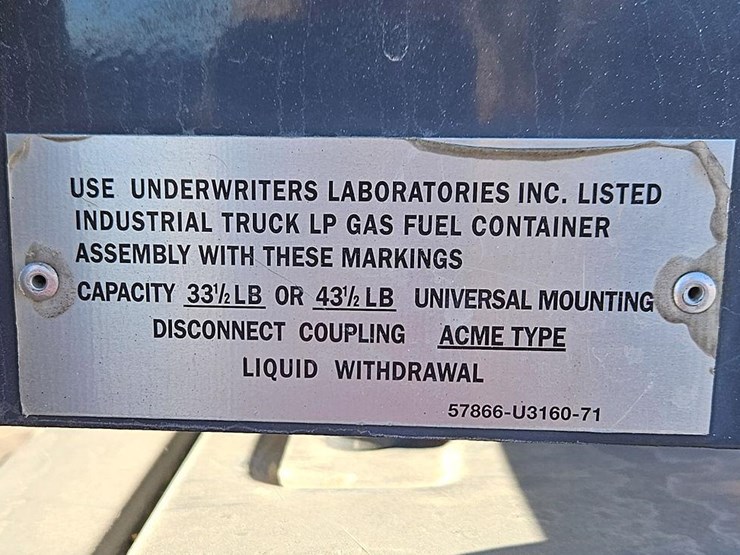 USE UNDERWRITERS LABORATORIES INC. LISTED
INDUSTRIAL TRUCK LP GAS FUEL CONTAINER
ASSEMBLY WITH THESE MARKINGS
CAPACITY 33½ LB OR 43½ LB UNIVERSAL MOUNTING
DISCONNECT COUPLING ACME TYPE
LIQUID WITHDRAWAL
57866-U3160-71